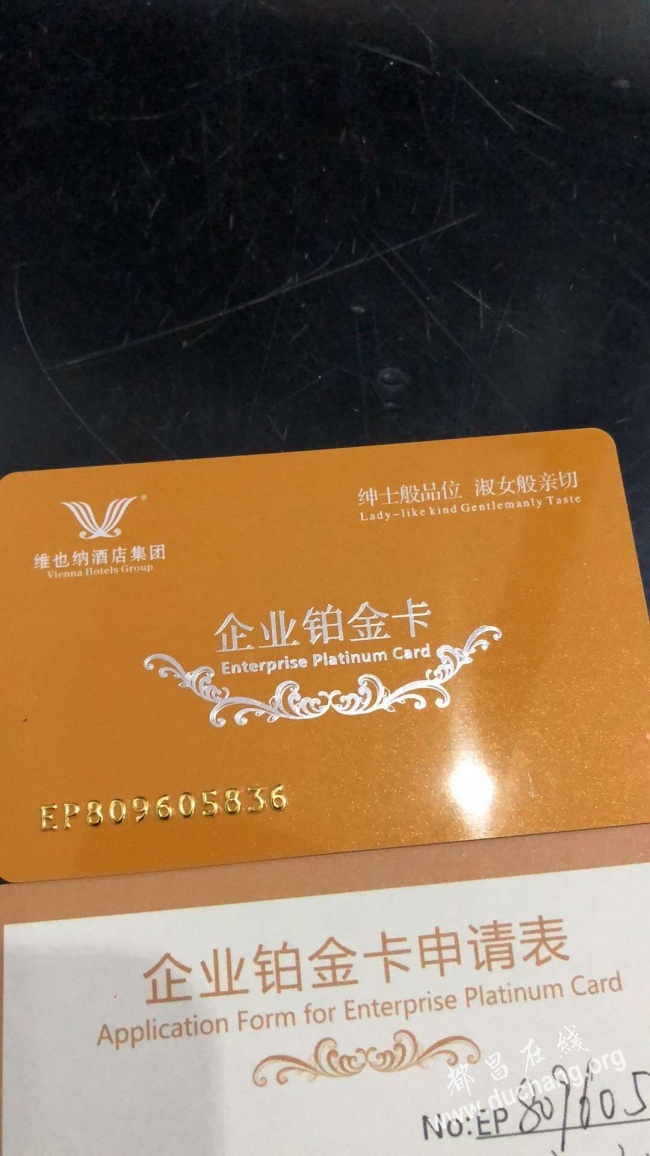 绅士般品位 淑女般亲切
Lady-like kind Gentlemanly Taste
维也纳酒店集团
Vienna Hotels Group
企业铂金卡
Enterprise Platinum Card
EP809605836
企业铂金卡申请表
Application Form for Enterprise Platinum Card
都昌在线
www.duchang.org
No:EP 809605